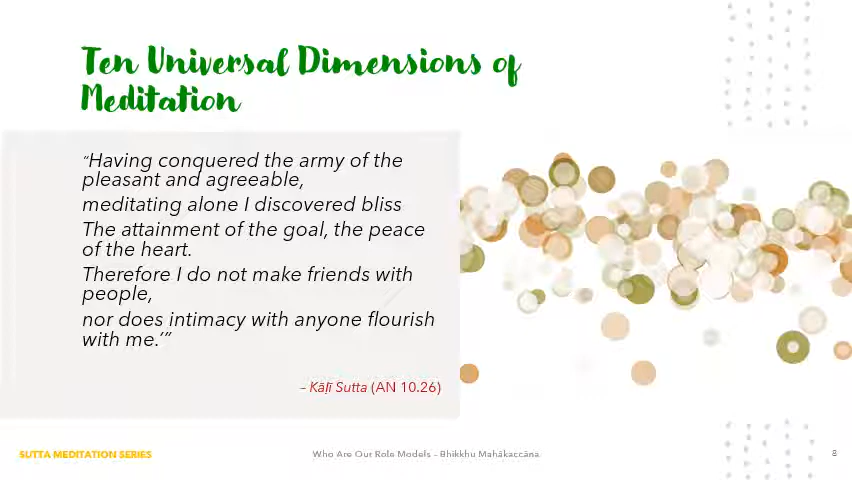 Ten Universal Dimensions of
Meditation
“Having conquered the army of the
pleasant and agreeable,
meditating alone I discovered bliss
The attainment of the goal, the peace
of the heart.
Therefore I do not make friends with
people,
nor does intimacy with anyone flourish
with me.’”
– Kāḷī Sutta (AN 10.26)
SUTTA MEDITATION SERIES
Who Are Our Role Models – Bhikkhu Mahākaccāna
8